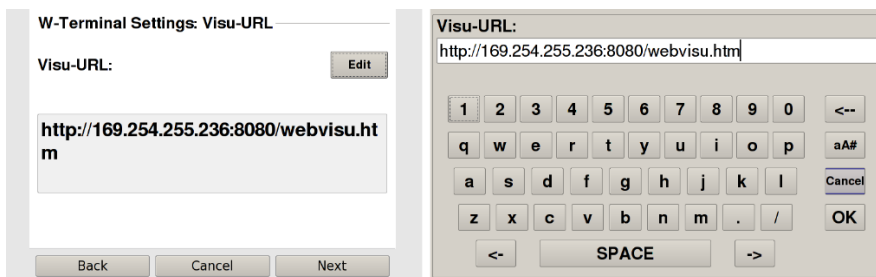 W-Terminal Settings: Visu-URL
Visu-URL:
Edit
http://169.254.255.236:8080/webvisu.ht
m
Back Cancel Next
Visu-URL:
http://169.254.255.236:8080/webvisu.htm
1 2 3 4 5 6 7 8 9 0 <--
q w e r t y u i o p aA#
a s d f g h j k l Cancel
z x c v b n m . / OK
<- SPACE ->